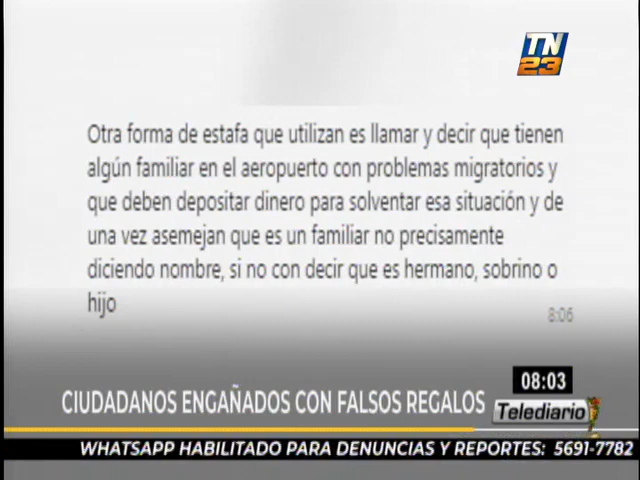 TN
23
Otra forma de estafa que utilizan es llamar y decir que tienen
algún familiar en el aeropuerto con problemas migratorios y
que deben depositar dinero para solventar esa situación y de
una vez asemejan que es un familiar no precisamente
diciendo nombre, si no con decir que es hermano, sobrino o
hijo
8:06
08:03
CIUDADANOS ENGAÑADOS CON FALSOS REGALOS
Telediario
WHATSAPP HABILITADO PARA DENUNCIAS Y REPORTES: 5691-7782